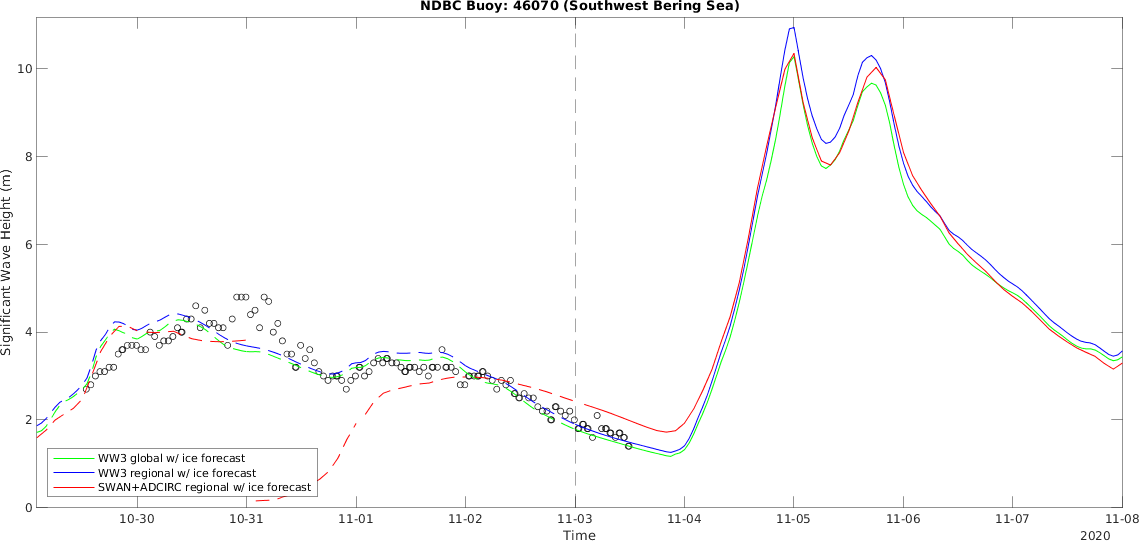 NDBC Buoy: 46070 (Southwest Bering Sea)
Significant Wave Height (m)
10
8
6
4
2
0
WW3 global w/ ice forecast
WW3 regional w/ ice forecast
SWAN+ADCIRC regional w/ ice forecast
10-30 10-31 11-01 11-02 11-03 11-04 11-05 11-06 11-07 11-08
Time
2020